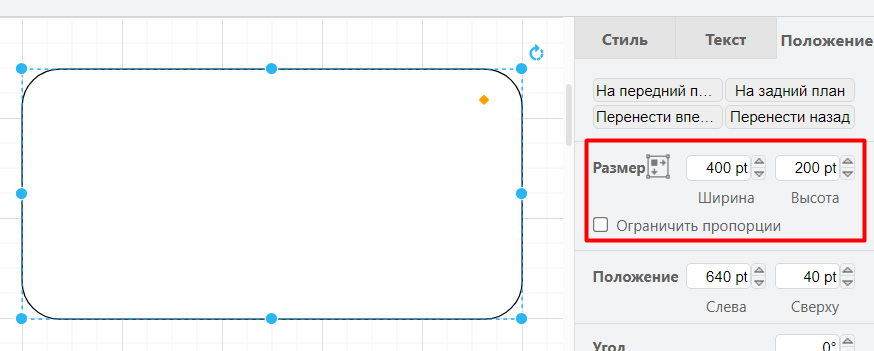 Стиль Текст Положение
На передний п... На задний план
Перенести впе... Перенести назад
Размер 400 pt 200 pt
Ширина Высота
Ограничить пропорции
Положение 640 pt 40 pt
Слева Сверху
Угол 0°